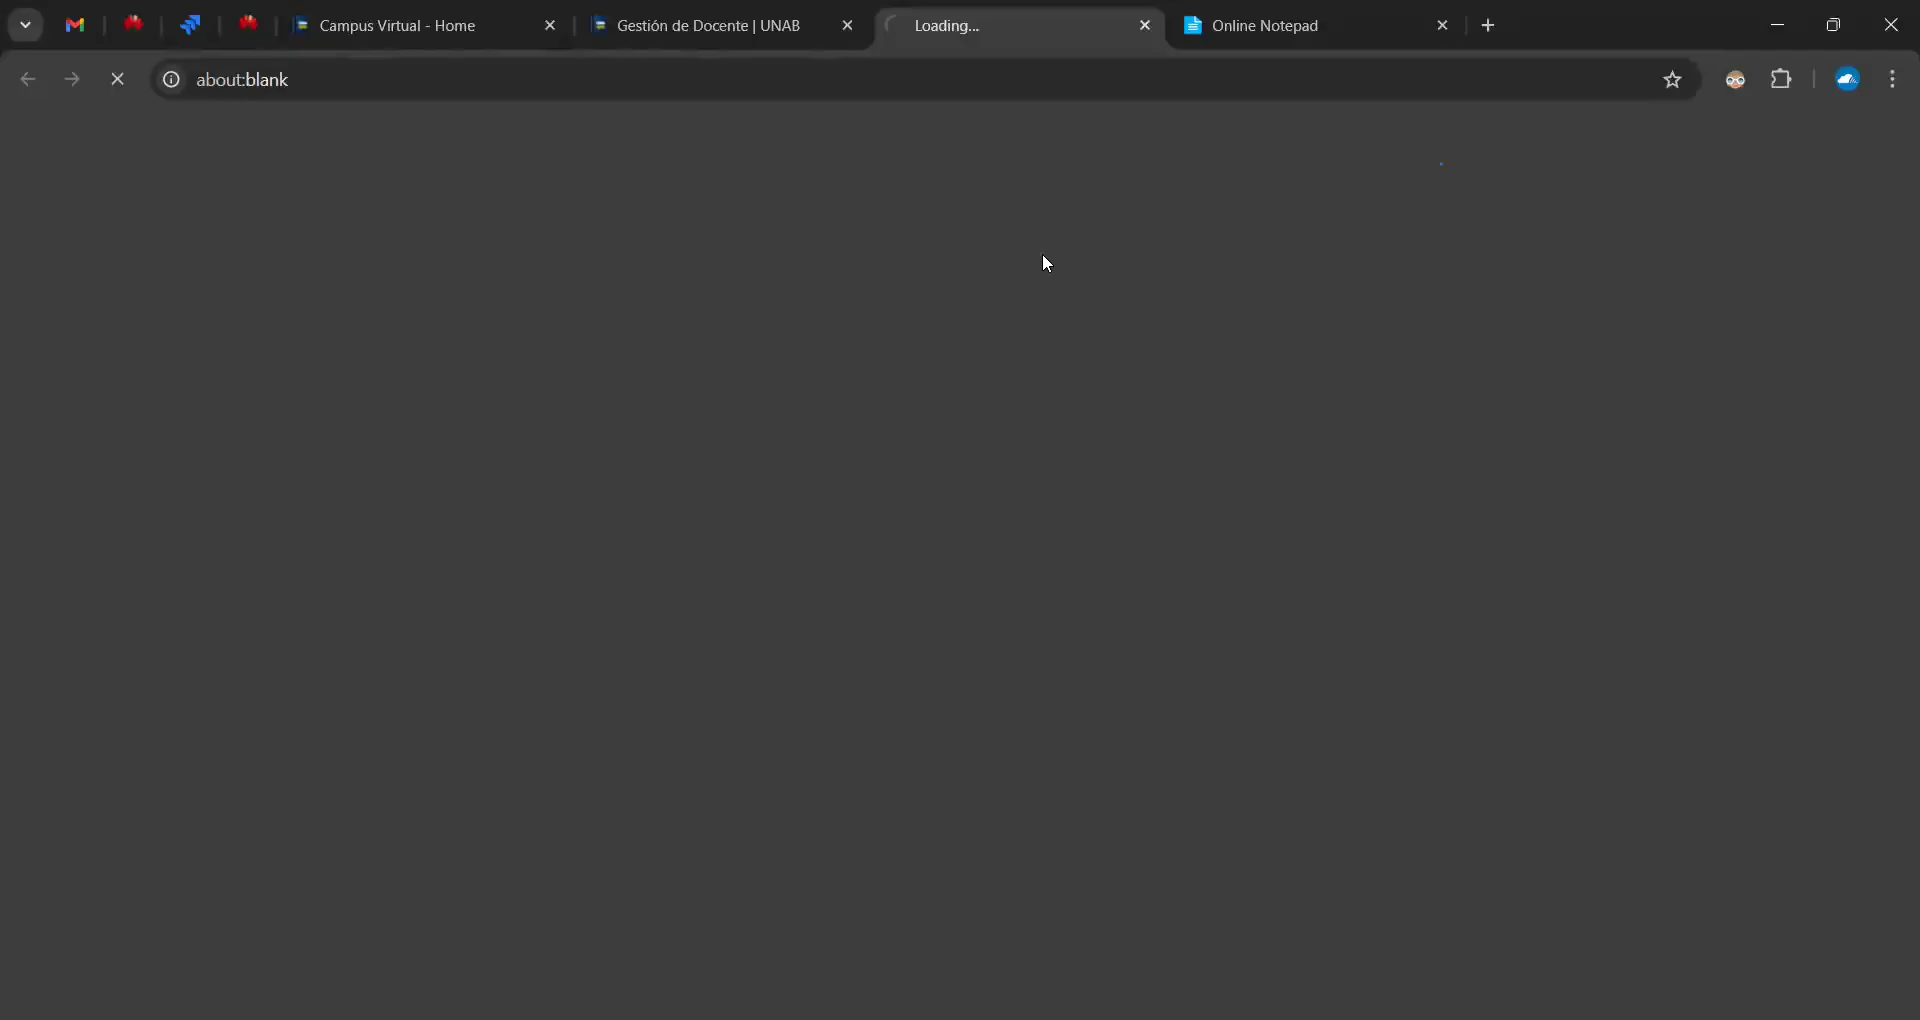 Campus Virtual - Home
Gestión de Docente | UNAB
Loading...
Online Notepad
about:blank